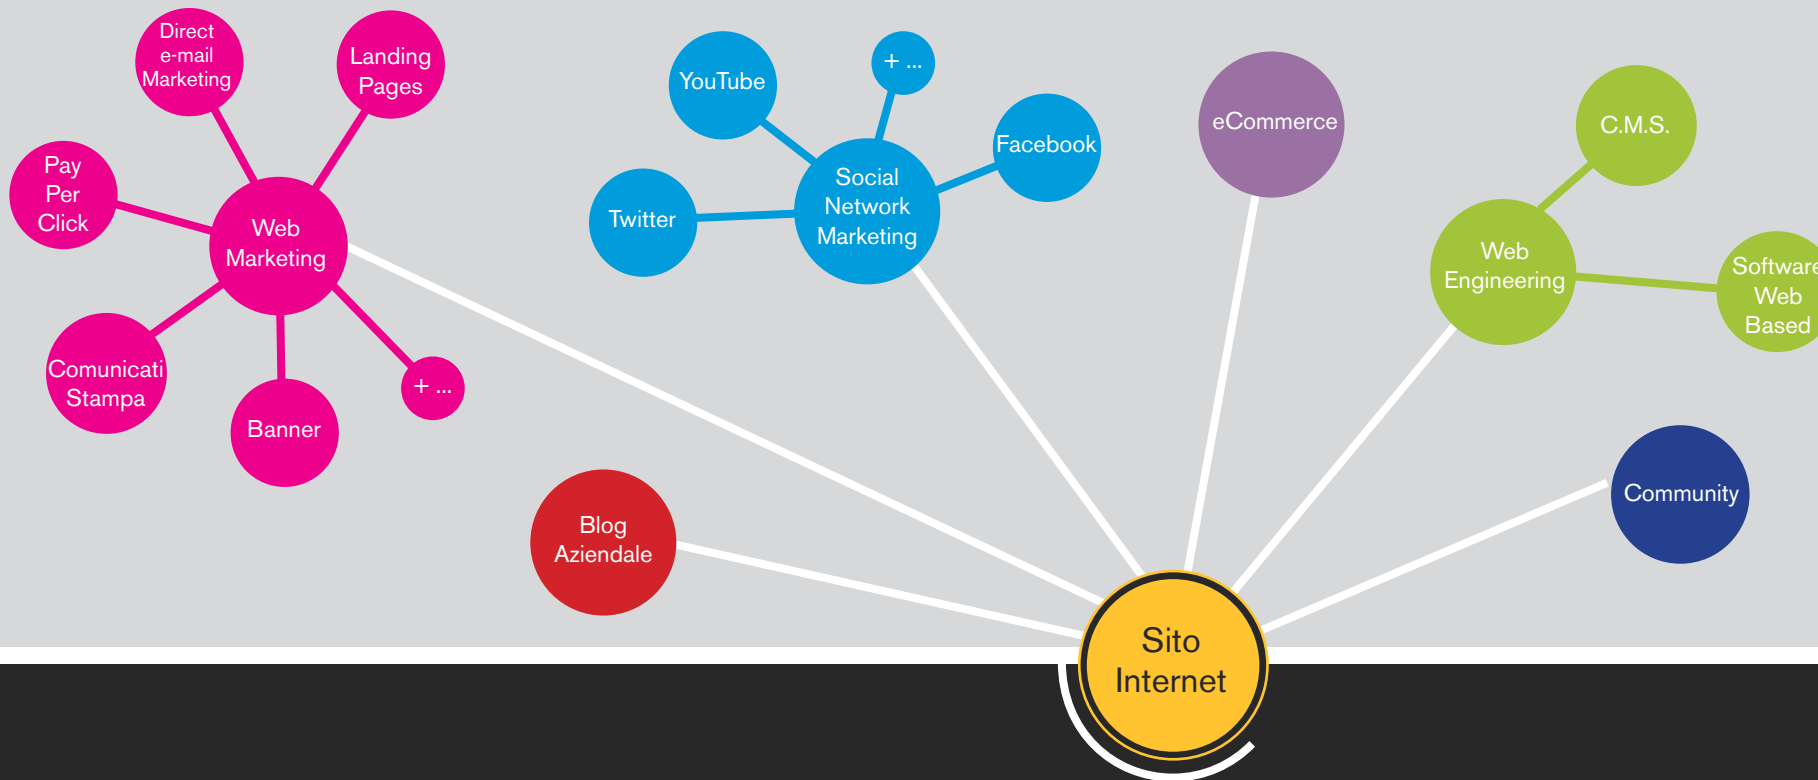 Direct
e-mail
Marketing
Landing
Pages
Pay
Per
Click
Web
Marketing
Comunicati
Stampa
Banner
+ ...
YouTube
+ ...
Facebook
Twitter
Social
Network
Marketing
eCommerce
C.M.S.
Web
Engineering
Software
Web
Based
Community
Blog
Aziendale
Sito
Internet